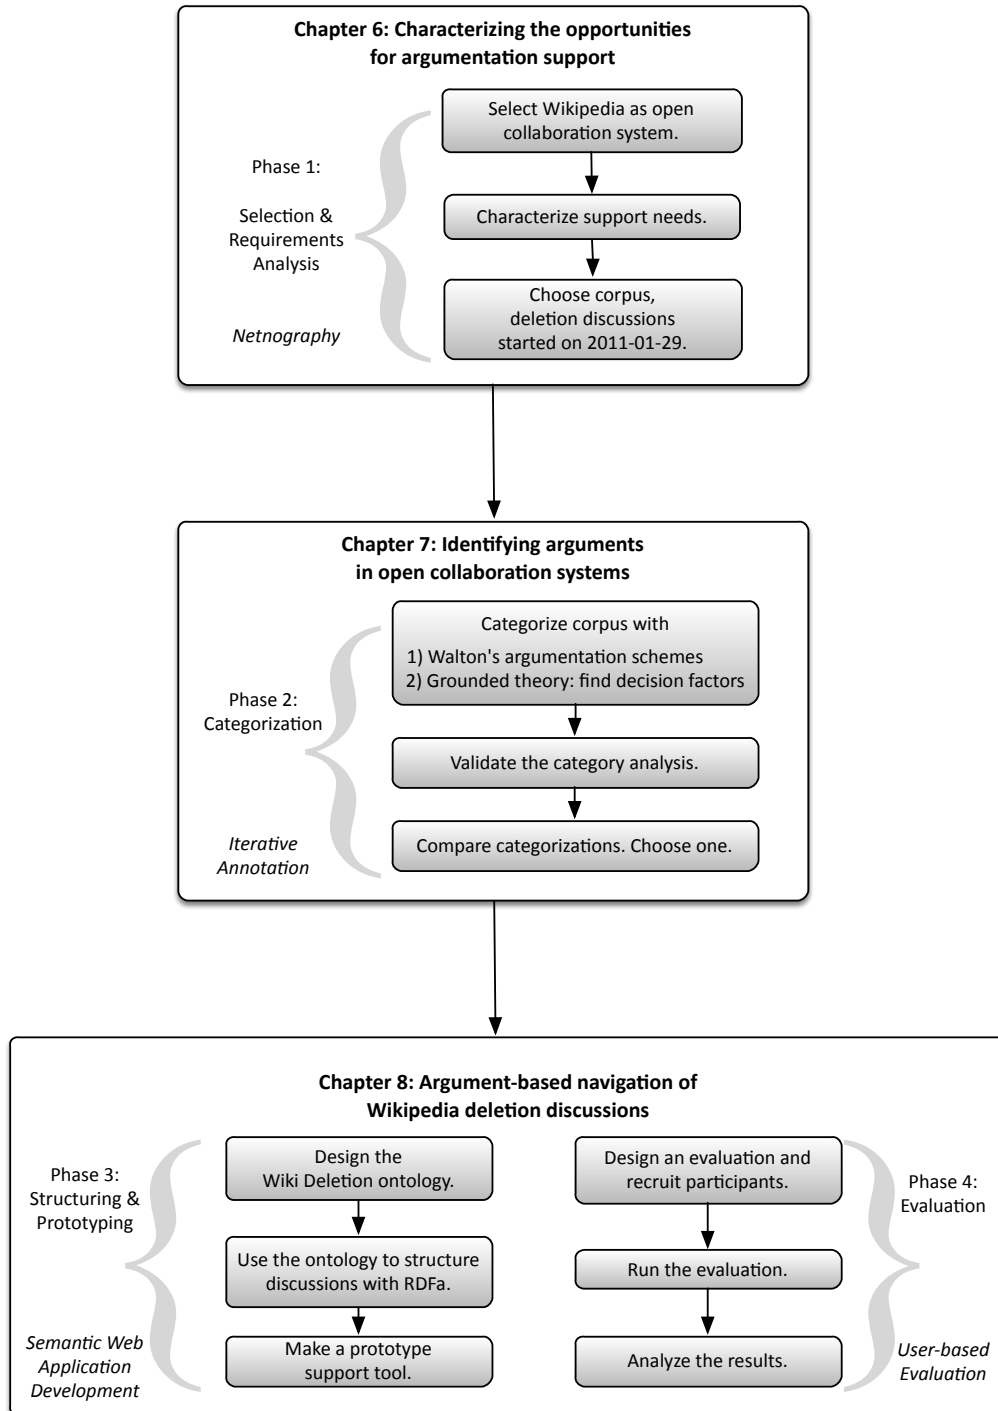 Chapter 6: Characterizing the opportunities
for argumentation support
Select Wikipedia as open
collaboration system.
Phase 1:
Selection &
Requirements
Analysis
Characterize support needs.
Choose corpus,
deletion discussions
started on 2011-01-29.
Netnography
Chapter 7: Identifying arguments
in open collaboration systems
Categorize corpus with
1) Walton's argumentation schemes
2) Grounded theory: find decision factors
Phase 2:
Categorization
Validate the category analysis.
Compare categorizations. Choose one.
Iterative
Annotation
Chapter 8: Argument-based navigation of
Wikipedia deletion discussions
Phase 3:
Structuring &
Prototyping
Design the
Wiki Deletion ontology.
Use the ontology to structure
discussions with RDFa.
Make a prototype
support tool.
Semantic Web
Application
Development
Design an evaluation and
recruit participants.
Run the evaluation.
Analyze the results.
Phase 4:
Evaluation
User-based
Evaluation